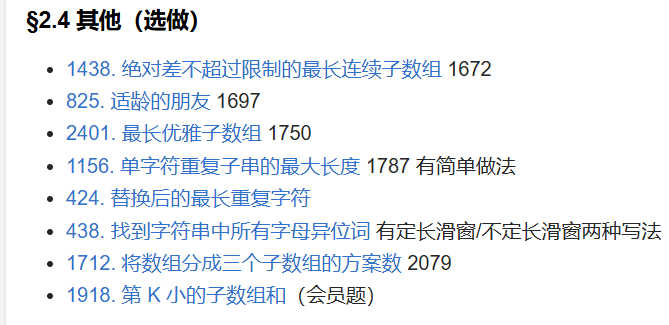 §2.4 其他（选做）
1438. 绝对差不超过限制的最长连续子数组 1672
825. 适龄的朋友 1697
2401. 最长优雅子数组 1750
1156. 单字符重复子串的最大长度 1787 有简单做法
424. 替换后的最长重复字符
438. 找到字符串中所有字母异位词 有定长滑窗/不定长滑窗两种写法
1712. 将数组分成三个子数组的方案数 2079
1918. 第 K 小的子数组和（会员题）